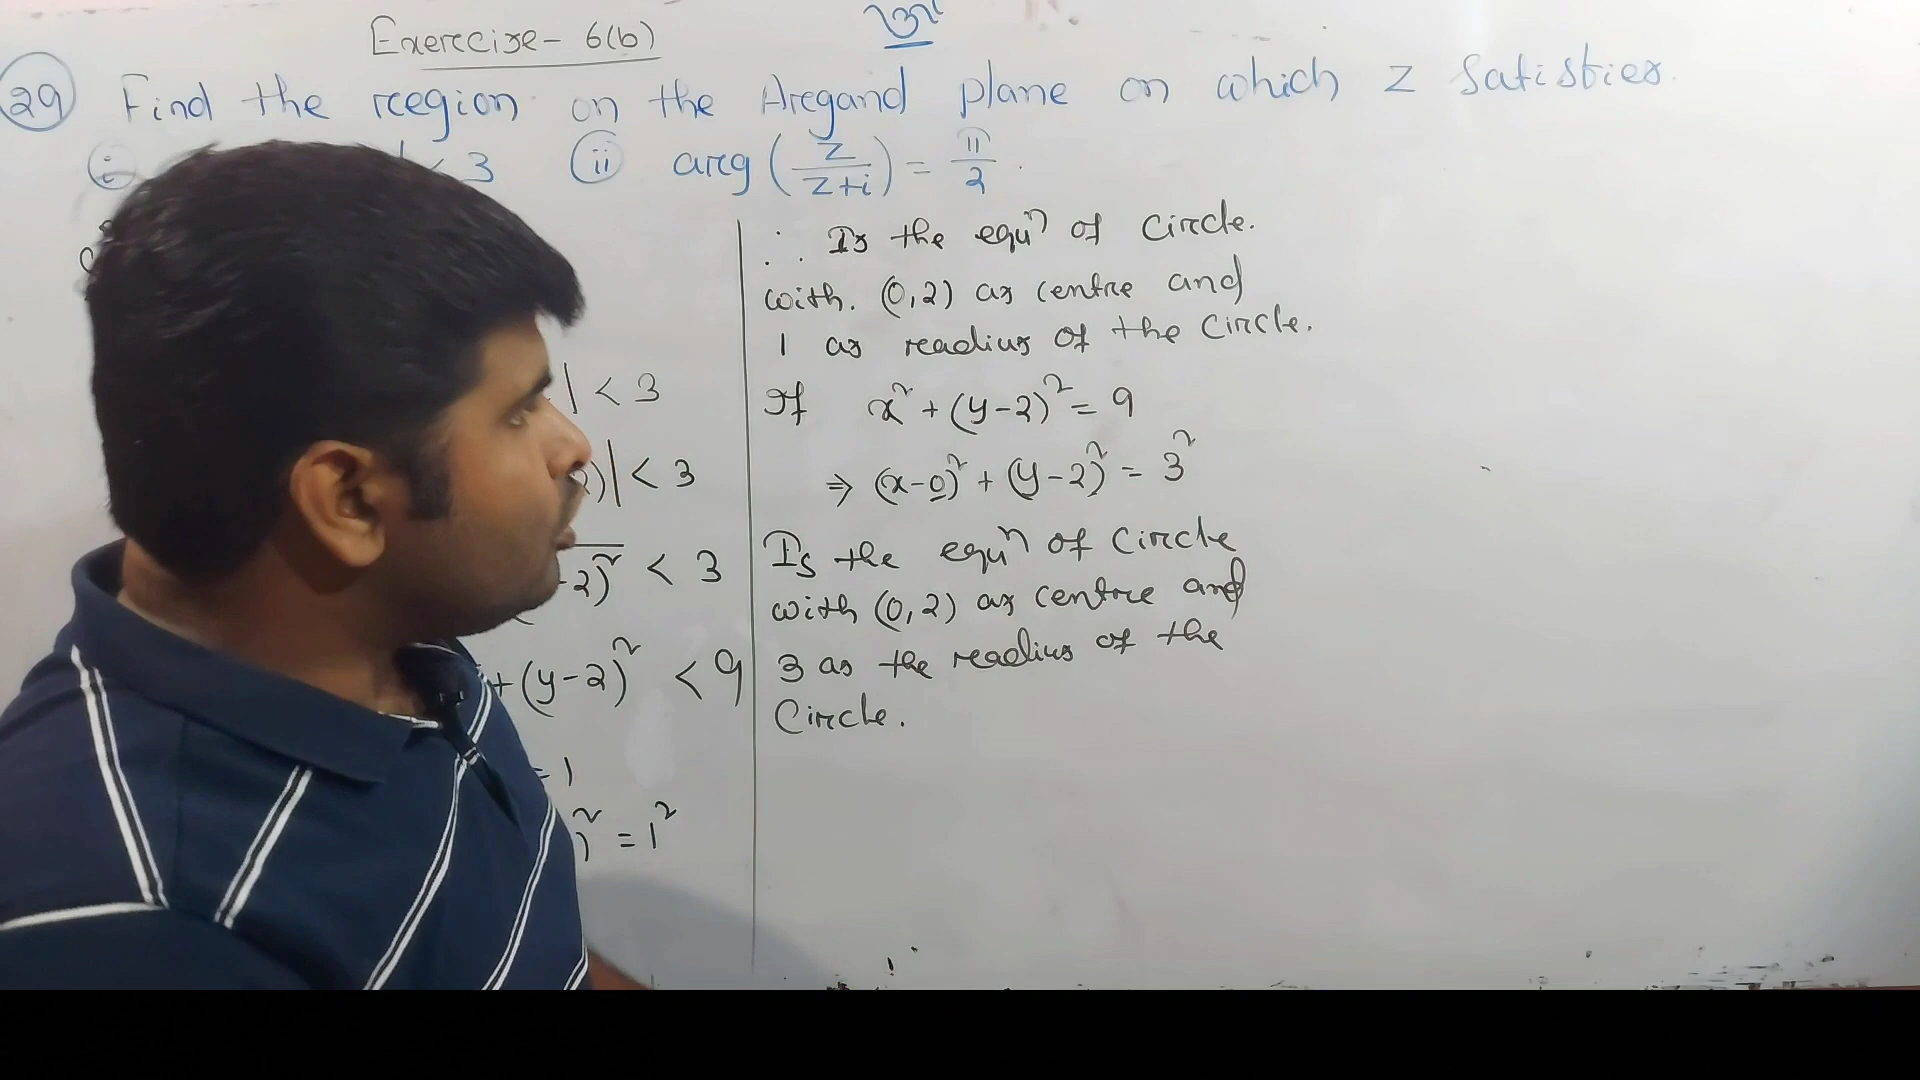 Exercise- 6(b)
29 Find the region on the Argand plane on which z satisfies.
i < 3 ii arg (z/z+i) = π/2.
∴ Is the equⁿ of circle.
with. (0,2) as centre and
1 as readius of the circle.
| < 3
If x² + (y-2)² = 9
2)| < 3
⇒ (x-0)² + (y-2)² = 3²
-2)² < 3
Is the equⁿ of circle
with (0,2) as centre and
+ (y-2)² < 9
3 as the readius of the
circle.
= 1
)² = 1²